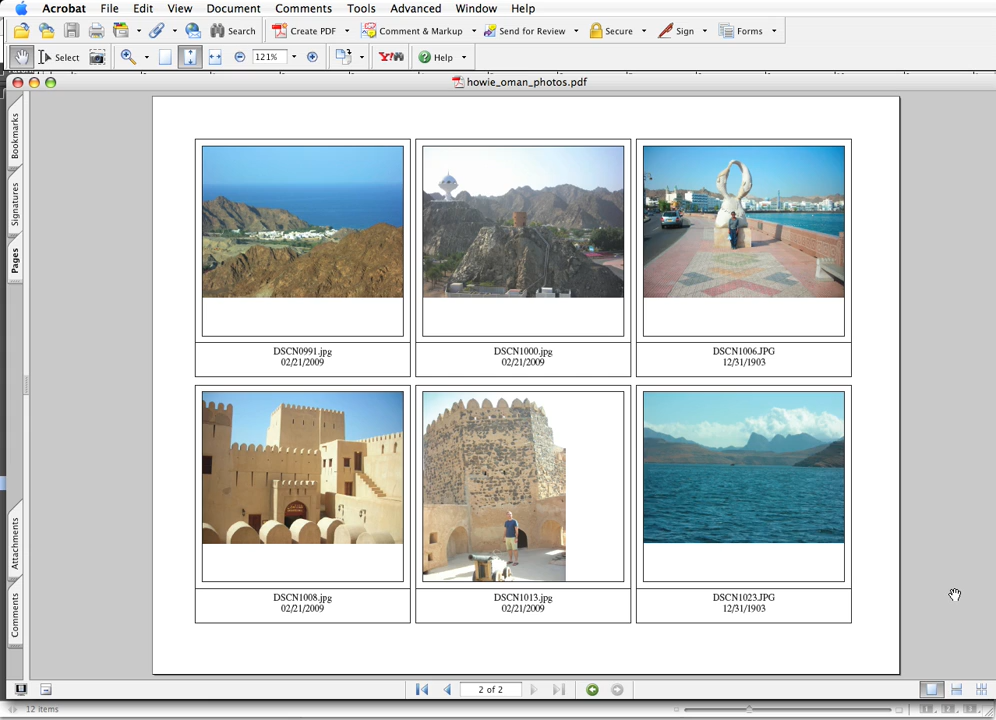 Acrobat File Edit View Document Comments Tools Advanced Window Help
Search Create PDF Comment & Markup Send for Review Secure Sign Forms
Select 121% Y! Help
howie_oman_photos.pdf
Bookmarks
Signatures
Pages
Attachments
Comments
DSCN0991.jpg
02/21/2009
DSCN1000.jpg
02/21/2009
DSCN1006.JPG
12/31/1903
DSCN1008.jpg
02/21/2009
DSCN1013.jpg
02/21/2009
DSCN1023.JPG
12/31/1903
2 of 2
12 items